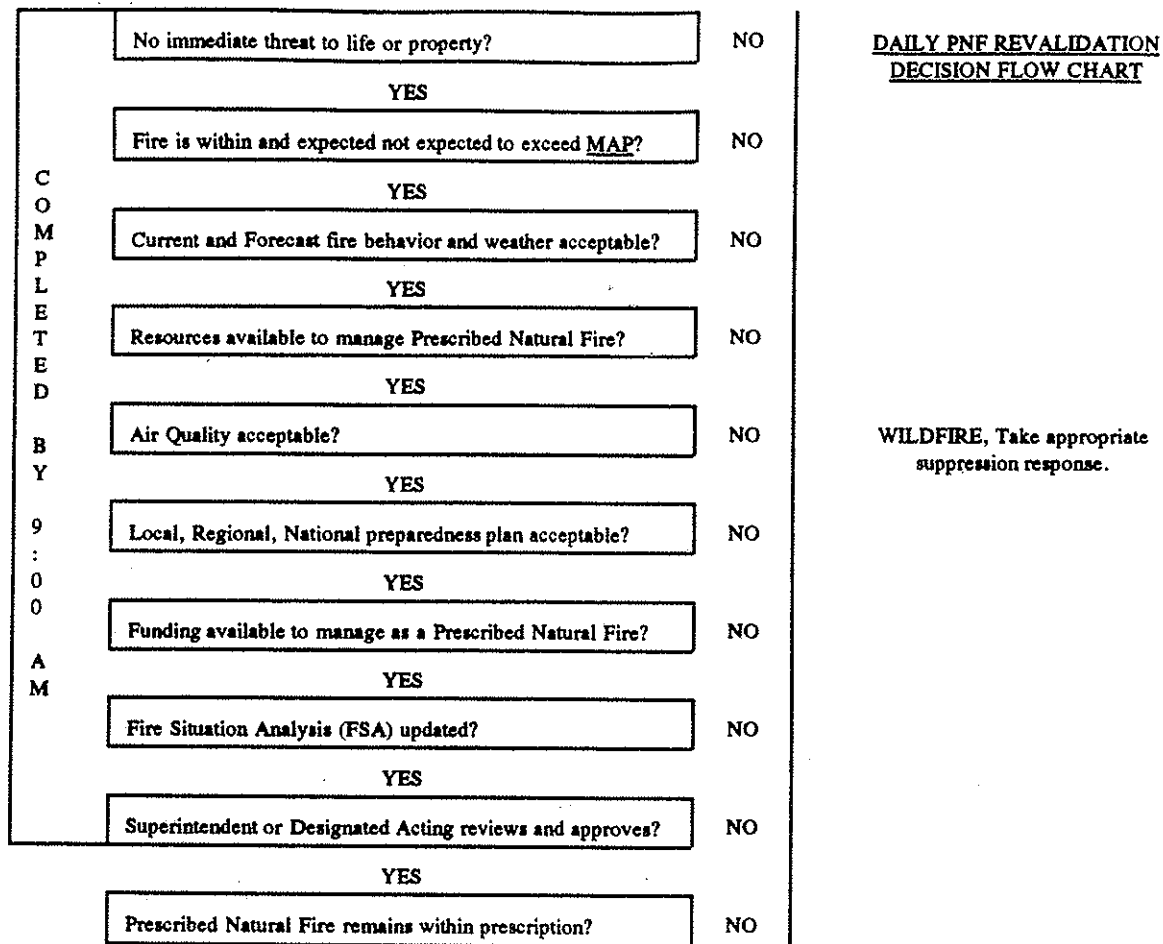 DAILY PNF REVALIDATION
DECISION FLOW CHART
COMPLETED BY 9:00 AM
No immediate threat to life or property? NO
YES
Fire is within and expected not expected to exceed MAP? NO
YES
Current and Forecast fire behavior and weather acceptable? NO
YES
Resources available to manage Prescribed Natural Fire? NO
YES
Air Quality acceptable? NO
WILDFIRE, Take appropriate
suppression response.
YES
Local, Regional, National preparedness plan acceptable? NO
YES
Funding available to manage as a Prescribed Natural Fire? NO
YES
Fire Situation Analysis (FSA) updated? NO
YES
Superintendent or Designated Acting reviews and approves? NO
YES
Prescribed Natural Fire remains within prescription? NO